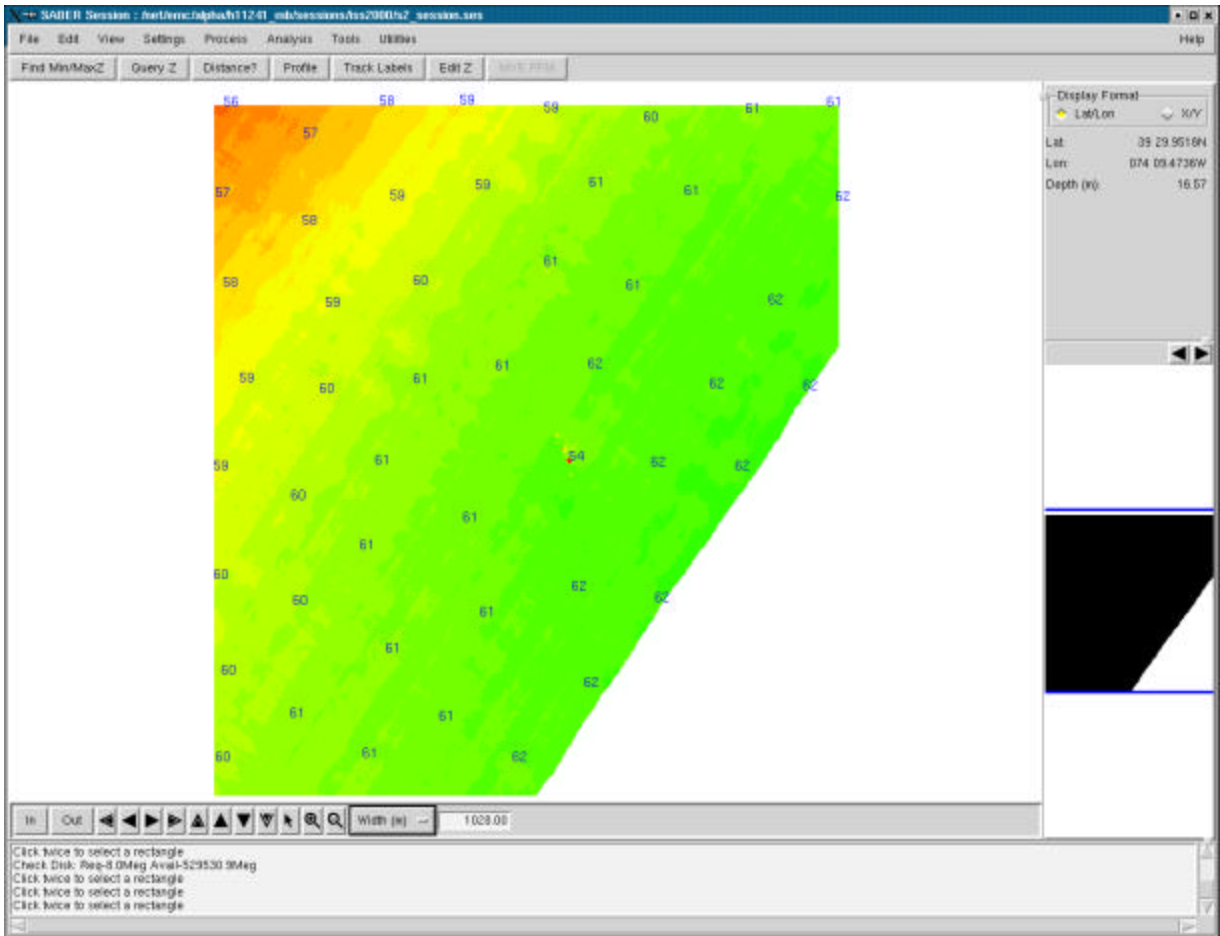 SABER Session : /net/emc/alpha/h11241_mb/sessions/lss2000/s2_session.ses
File Edit View Settings Process Analysis Tools Utilities Help
Find Min/MaxZ Query Z Distance? Profile Track Labels Edit Z
Display Format
Lat/Lon X/Y
Lat: 39 29.9516N
Lon: 074 09.4736W
Depth (m): 16.57
56 58 59 59 60 61 61
57
57 58 59 59 61 61 62
58 59 60 61 61 62
59 60 61 61 62 62 62
59 61 54 62 62
60 61 61
60 60 61 62 62
60 61 62
61 61
60 61 62
In Out Width (m) 1028.00
Click twice to select a rectangle
Check Disk: Req-8.0Meg Avail-529530.9Meg
Click twice to select a rectangle
Click twice to select a rectangle
Click twice to select a rectangle